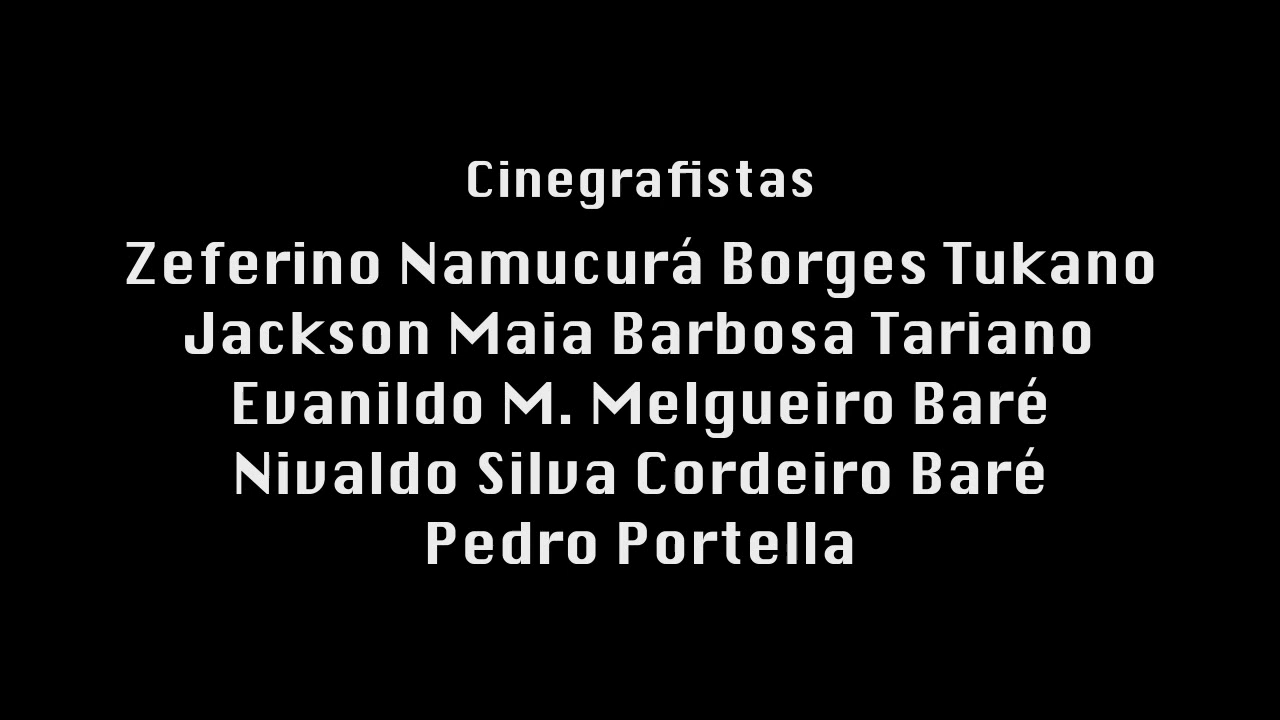 Cinegrafistas
Zeferino Namucurá Borges Tukano
Jackson Maia Barbosa Tariano
Evanildo M. Melgueiro Baré
Nivaldo Silva Cordeiro Baré
Pedro Portella